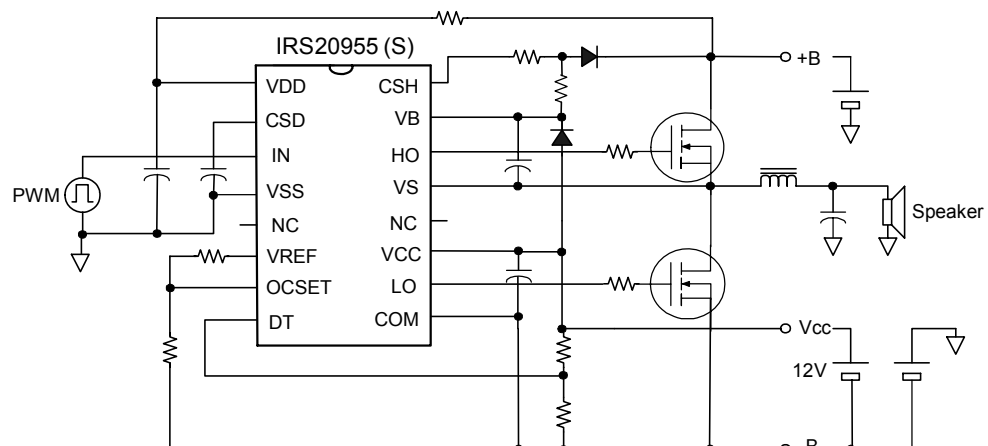 IRS20955 (S)
VDD
CSH
+B
CSD
VB
IN
HO
PWM
VSS
VS
Speaker
NC
NC
VREF
VCC
OCSET
LO
DT
COM
Vcc
12V